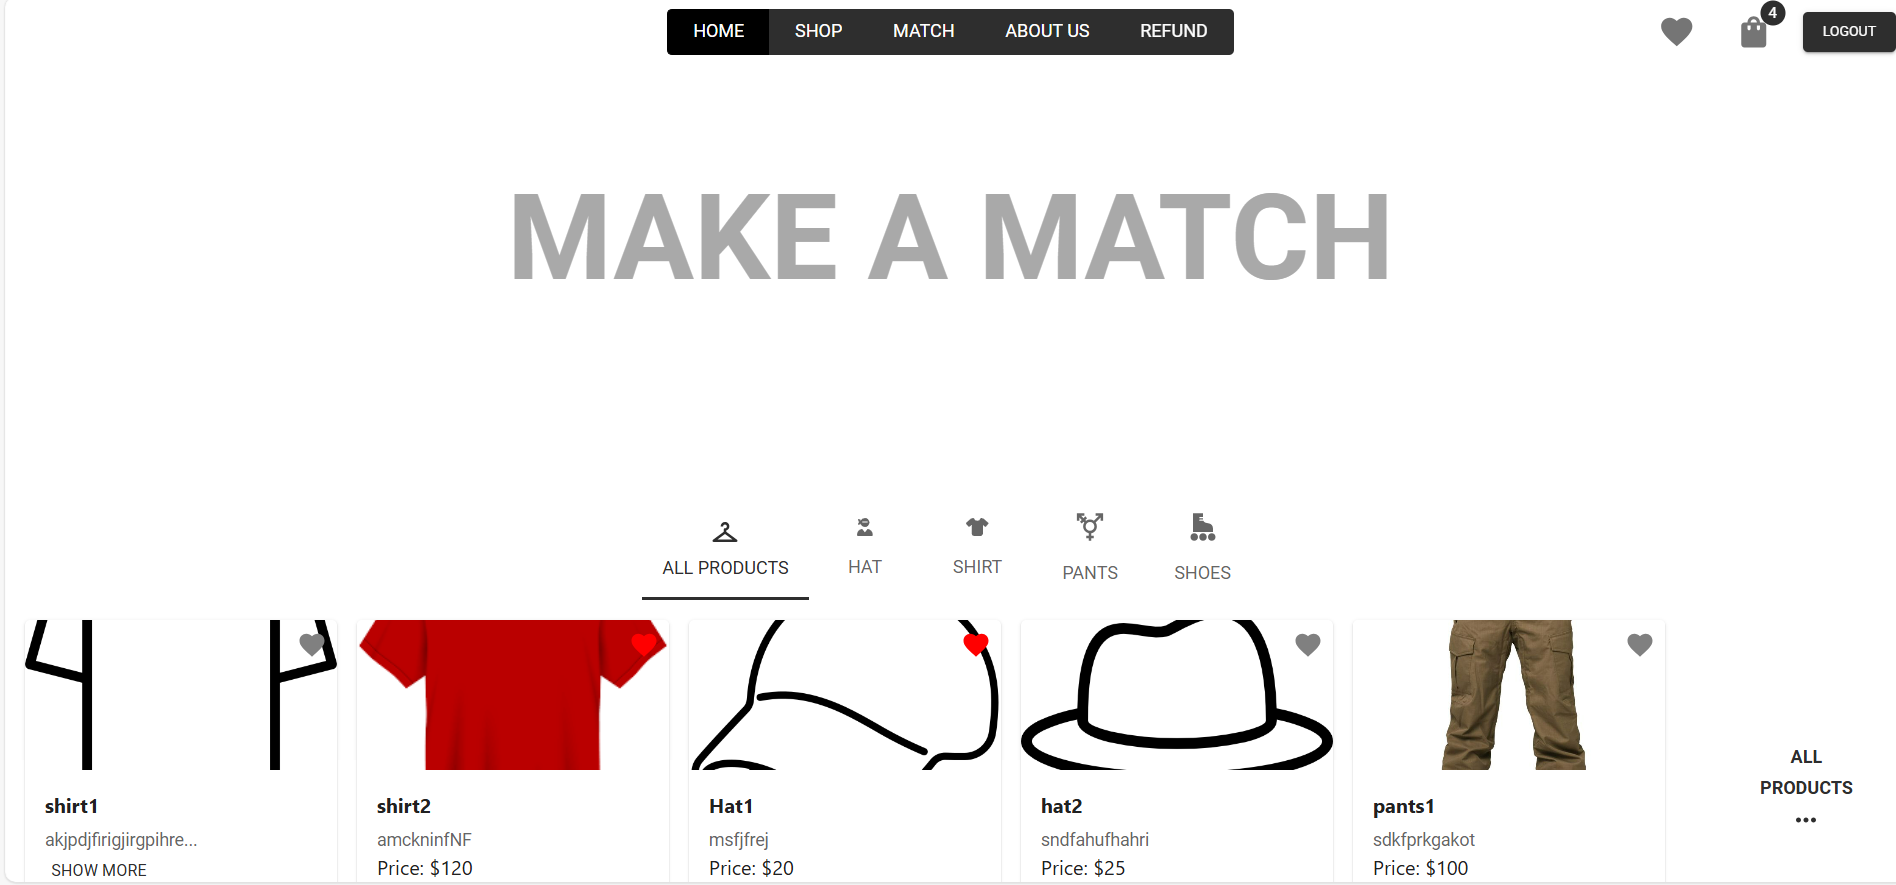 HOME SHOP MATCH ABOUT US REFUND 4 LOGOUT
MAKE A MATCH
ALL PRODUCTS HAT SHIRT PANTS SHOES
shirt1
akjpdjfirigjirgpihre...
SHOW MORE
shirt2
amckninfNF
Price: $120
Hat1
msfjfrej
Price: $20
hat2
sndfahufhahri
Price: $25
pants1
sdkfprkgakot
Price: $100
ALL
PRODUCTS
...